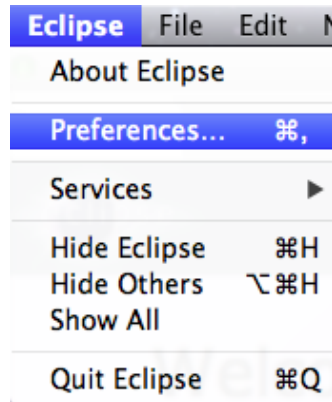 Eclipse File Edit
About Eclipse
Preferences... ⌘,
Services ▶
Hide Eclipse ⌘H
Hide Others ⌥⌘H
Show All
Quit Eclipse ⌘Q